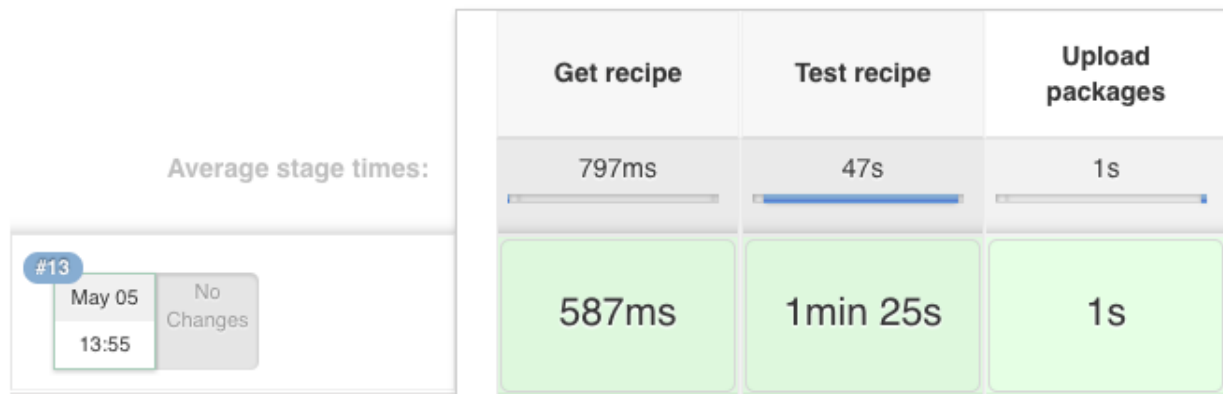 Get recipe
Test recipe
Upload
packages
Average stage times:
797ms
47s
1s
#13
May 05
13:55
No
Changes
587ms
1min 25s
1s